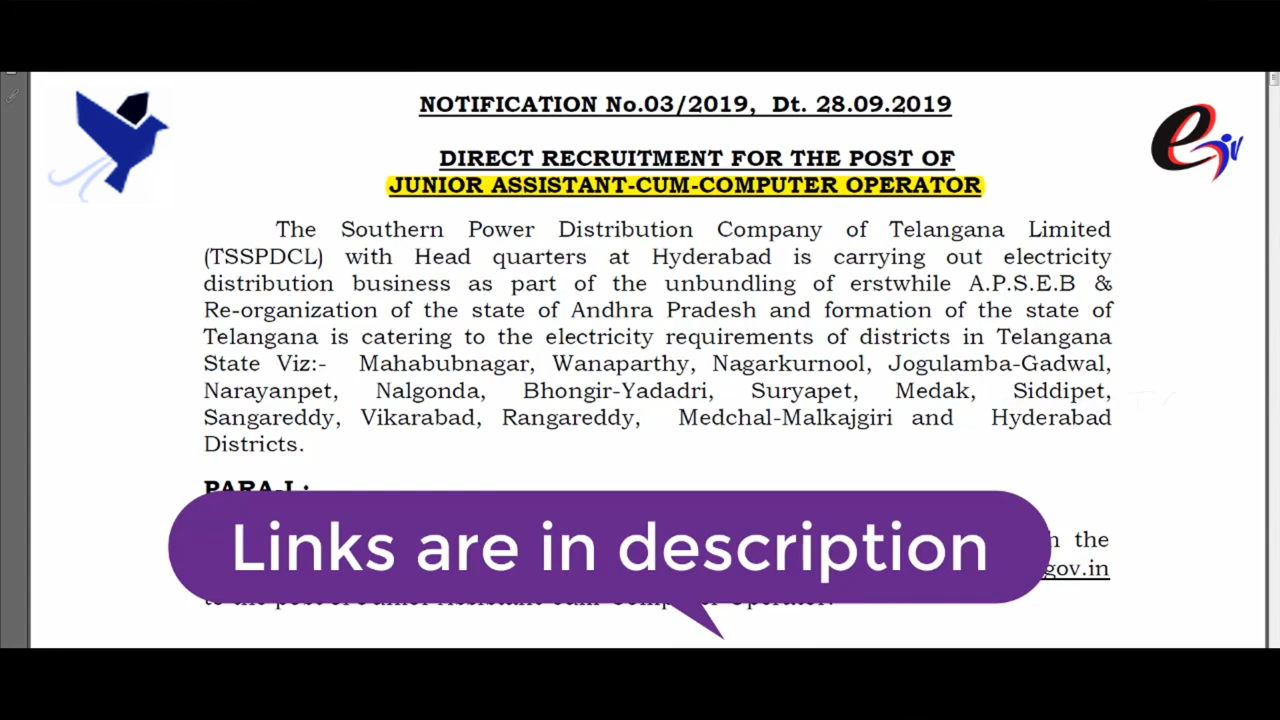 NOTIFICATION No.03/2019, Dt. 28.09.2019
DIRECT RECRUITMENT FOR THE POST OF
JUNIOR ASSISTANT-CUM-COMPUTER OPERATOR
The Southern Power Distribution Company of Telangana Limited
(TSSPDCL) with Head quarters at Hyderabad is carrying out electricity
distribution business as part of the unbundling of erstwhile A.P.S.E.B &
Re-organization of the state of Andhra Pradesh and formation of the state of
Telangana is catering to the electricity requirements of districts in Telangana
State Viz:- Mahabubnagar, Wanaparthy, Nagarkurnool, Jogulamba-Gadwal,
Narayanpet, Nalgonda, Bhongir-Yadadri, Suryapet, Medak, Siddipet,
Sangareddy, Vikarabad, Rangareddy, Medchal-Malkajgiri and Hyderabad
Districts.
PARA-I :
the
gov.in
Links are in description